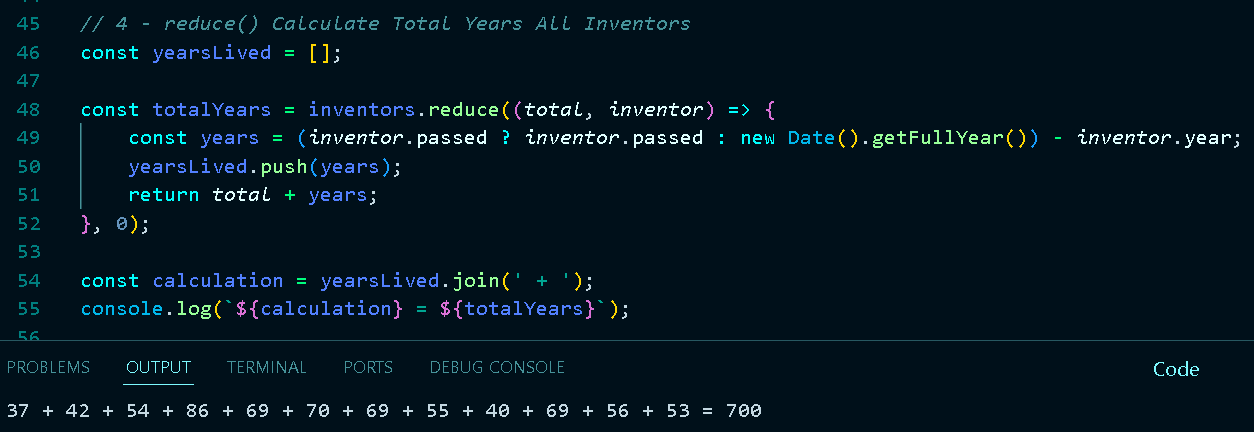 45 // 4 - reduce() Calculate Total Years All Inventors
46 const yearsLived = [];
47
48 const totalYears = inventors.reduce((total, inventor) => {
49 const years = (inventor.passed ? inventor.passed : new Date().getFullYear()) - inventor.year;
50 yearsLived.push(years);
51 return total + years;
52 }, 0);
53
54 const calculation = yearsLived.join(' + ');
55 console.log(`${calculation} = ${totalYears}`);
56
PROBLEMS OUTPUT TERMINAL PORTS DEBUG CONSOLE Code
37 + 42 + 54 + 86 + 69 + 70 + 69 + 55 + 40 + 69 + 56 + 53 = 700